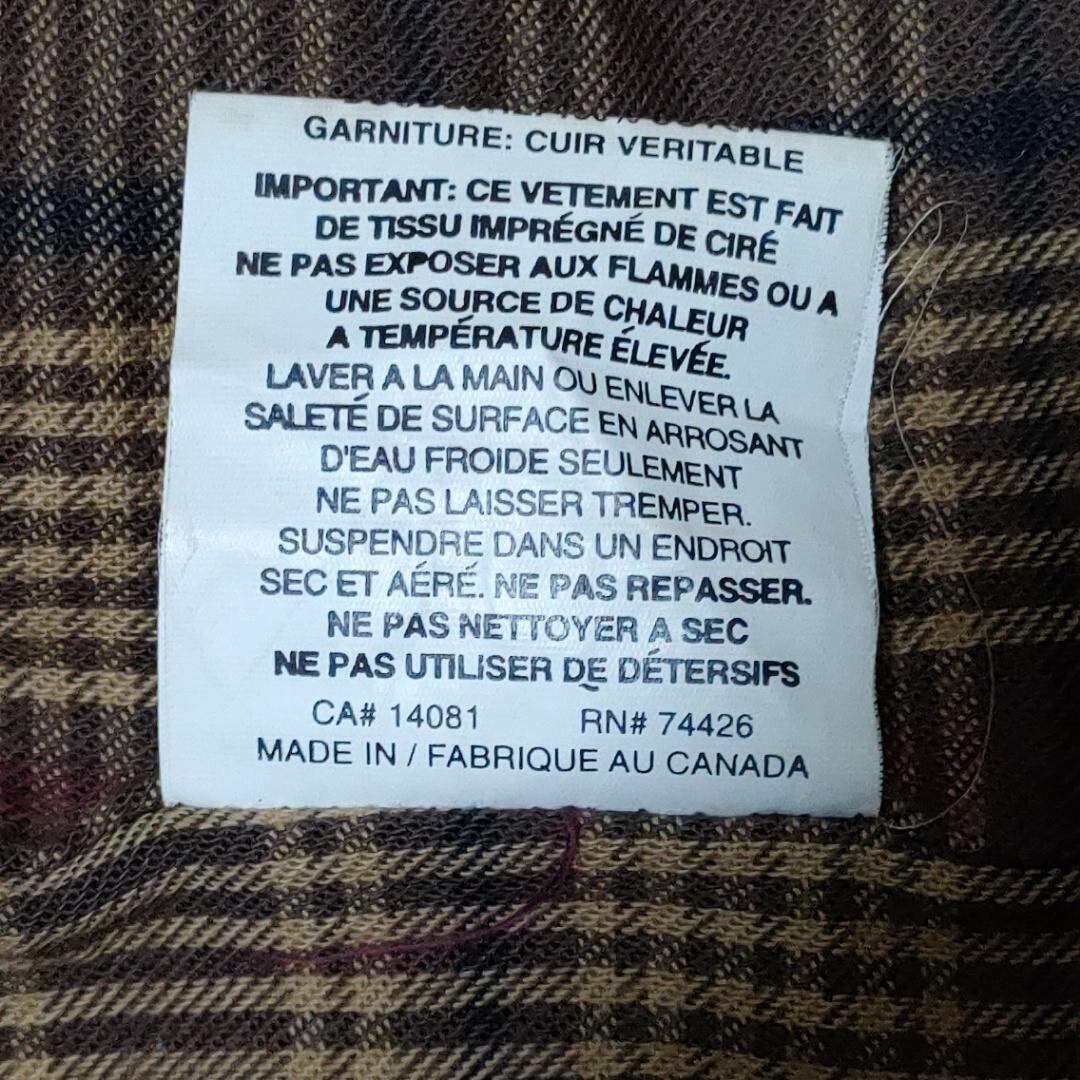 GARNITURE: CUIR VERITABLE
IMPORTANT: CE VETEMENT EST FAIT
DE TISSU IMPRÉGNÉ DE CIRÉ
NE PAS EXPOSER AUX FLAMMES OU A
UNE SOURCE DE CHALEUR
A TEMPÉRATURE ÉLEVÉE.
LAVER A LA MAIN OU ENLEVER LA
SALETÉ DE SURFACE EN ARROSANT
D'EAU FROIDE SEULEMENT
NE PAS LAISSER TREMPER.
SUSPENDRE DANS UN ENDROIT
SEC ET AÉRÉ. NE PAS REPASSER.
NE PAS NETTOYER A SEC
NE PAS UTILISER DE DÉTERSIFS
CA# 14081 RN# 74426
MADE IN / FABRIQUE AU CANADA